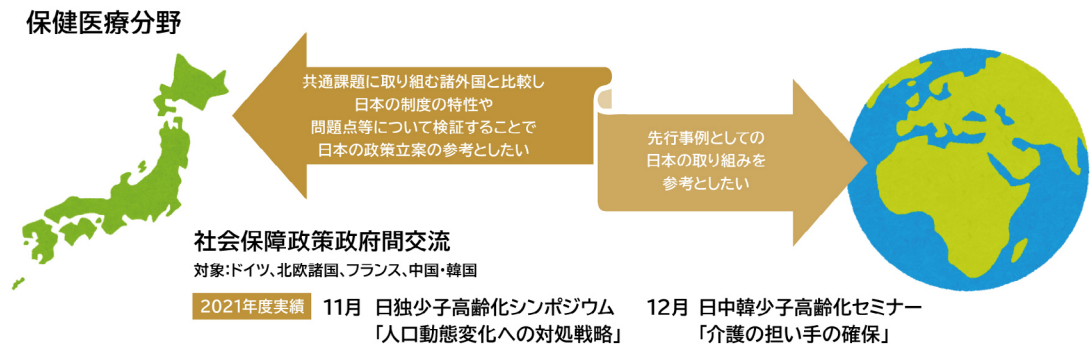 保健医療分野
共通課題に取り組む諸外国と比較し
日本の制度の特性や
問題点等について検証することで
日本の政策立案の参考としたい
先行事例としての
日本の取り組みを
参考としたい
社会保障政策政府間交流
対象:ドイツ、北欧諸国、フランス、中国・韓国
2021年度実績 11月 日独少子高齢化シンポジウム
「人口動態変化への対処戦略」
12月 日中韓少子高齢化セミナー
「介護の担い手の確保」